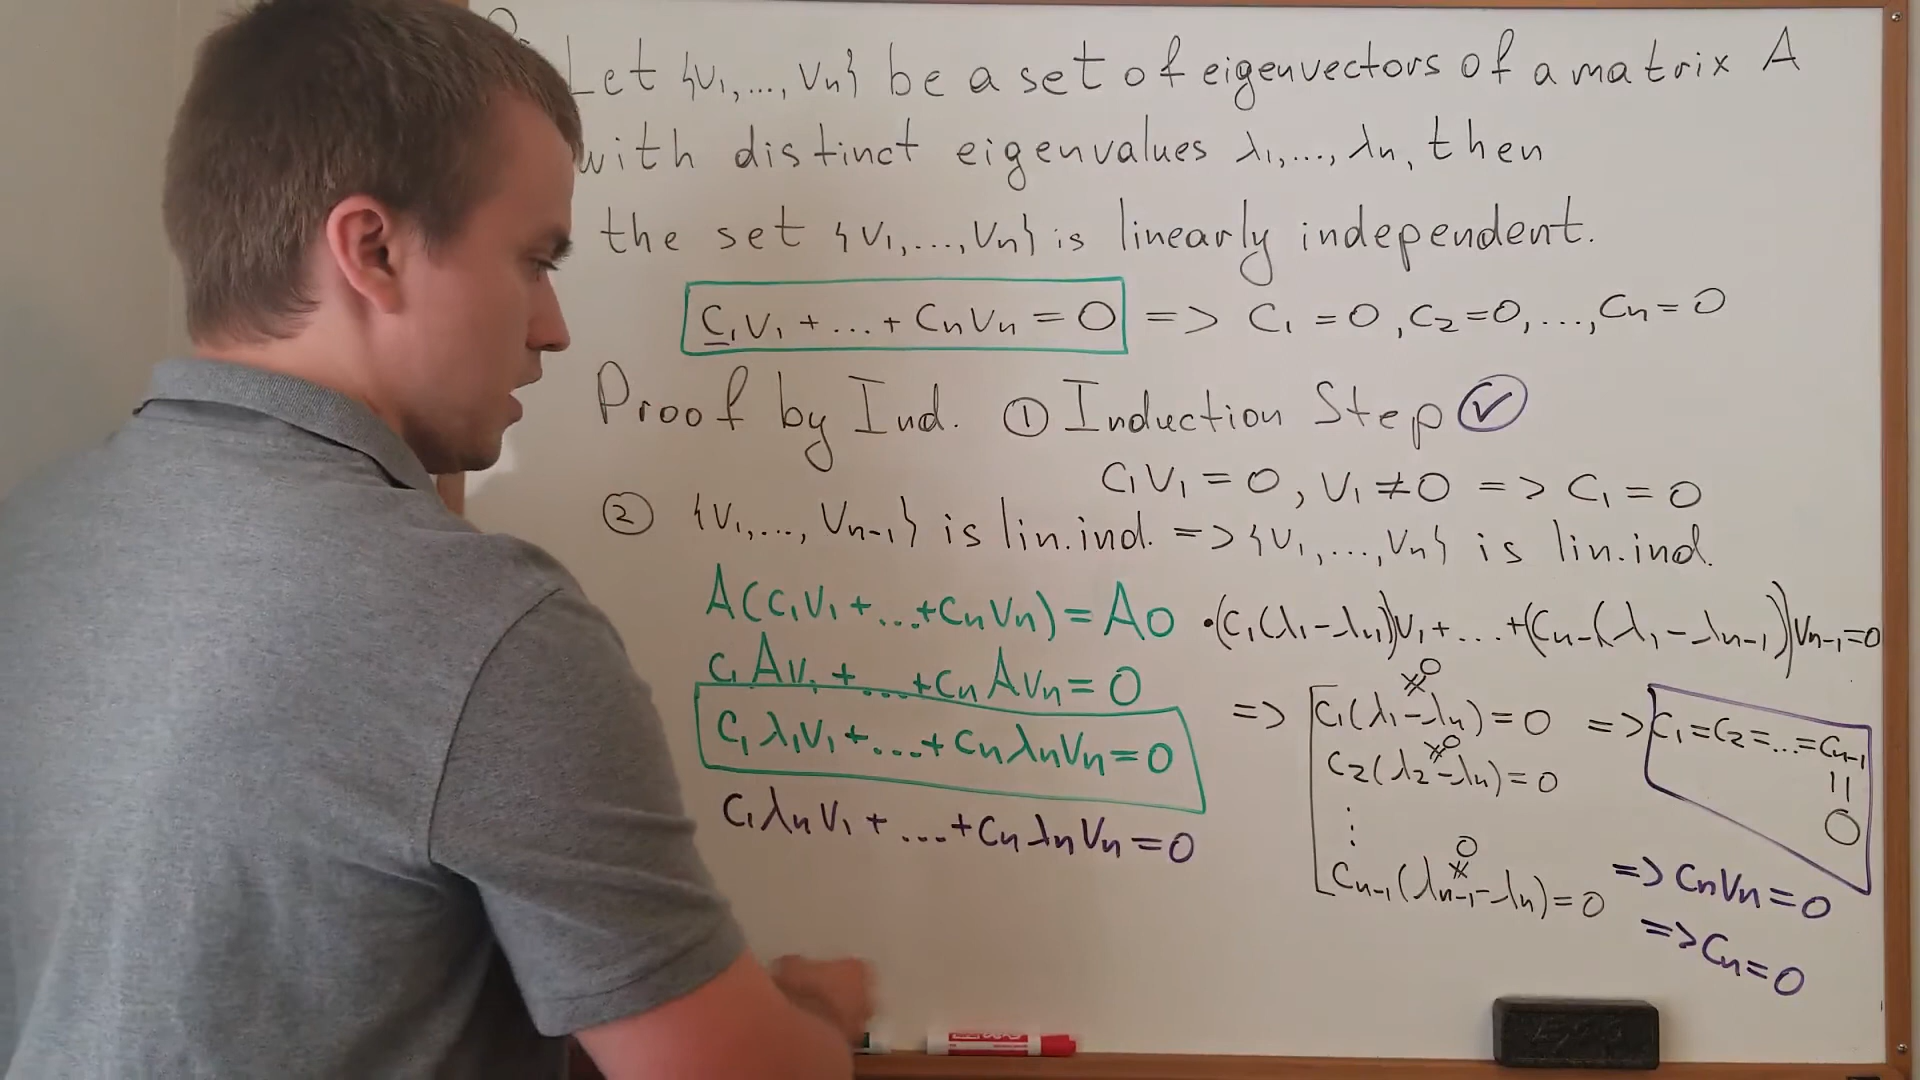 Let {v₁,...,vₙ} be a set of eigenvectors of a matrix A
with distinct eigenvalues λ₁,...,λₙ, then
the set {v₁,...,vₙ} is linearly independent.
c₁v₁+...+cₙvₙ=0 => c₁=0,c₂=0,...,cₙ=0
Proof by Ind. ① Induction Step ✓
c₁v₁=0, v₁≠0 => c₁=0
② {v₁,...,vₙ₋₁} is lin.ind. => {v₁,...,vₙ} is lin.ind.
A(c₁v₁+...+cₙvₙ)=A0
c₁Av₁+...+cₙAvₙ=0
c₁λ₁v₁+...+cₙλₙvₙ=0
c₁λₙv₁+...+cₙλₙvₙ=0
•(c₁(λ₁-λₙ))v₁+...+(cₙ-(λ₁-λₙ₋₁))vₙ₋₁=0
=> c₁(λ₁-λₙ)=0 => c₁=c₂=...=cₙ₋₁
≠0
c₂(λ₂-λₙ)=0
≠0
=
0
⋮
cₙ₋₁(λₙ₋₁-λₙ)=0
≠0
=> cₙvₙ=0
=> cₙ=0